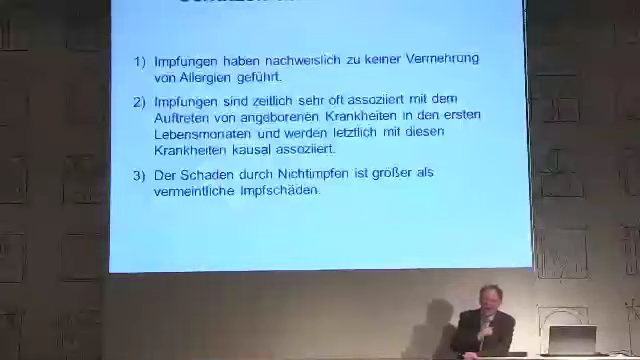 1) Impfungen haben nachweislich zu keiner Vermehrung
von Allergien geführt.
2) Impfungen sind zeitlich sehr oft assoziiert mit dem
Auftreten von angeborenen Krankheiten in den ersten
Lebensmonaten und werden letztlich mit diesen
Krankheiten kausal assoziiert.
3) Der Schaden durch Nichtimpfen ist größer als
vermeintliche Impfschäden.